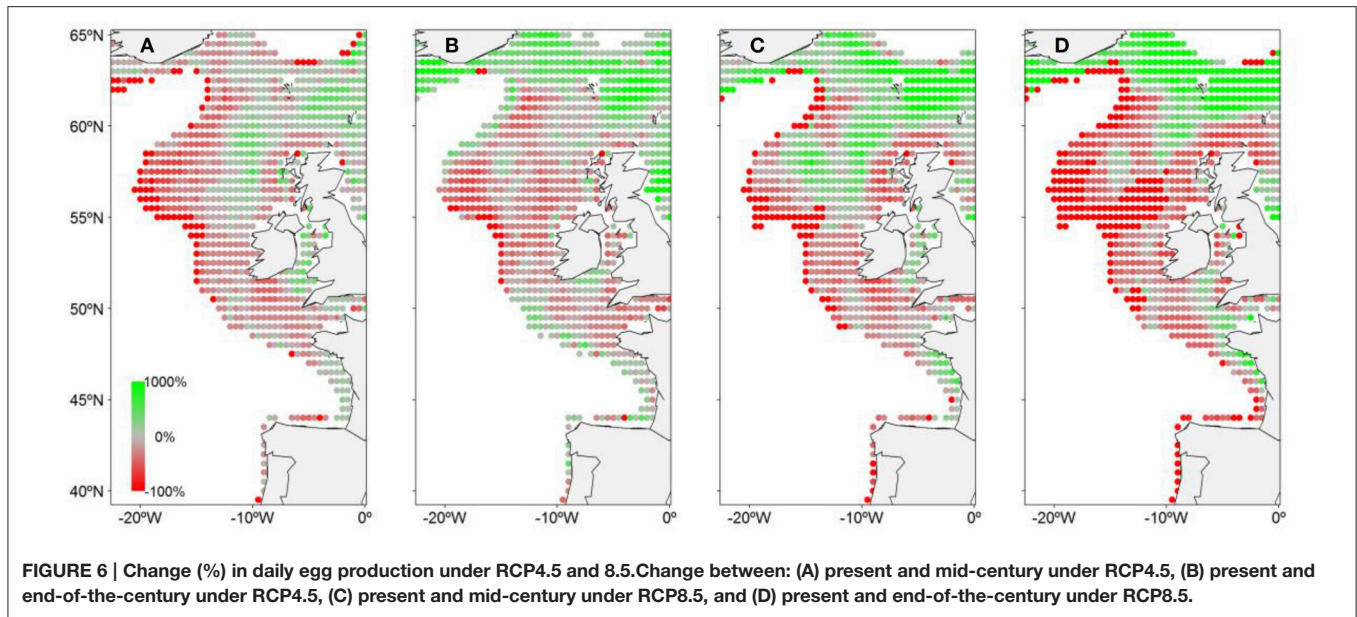 65ºN
60ºN
55ºN
50ºN
45ºN
40ºN
A
B
C
D
1000%
0%
-100%
-20ºW -10ºW 0º
-20ºW -10ºW 0º
-20ºW -10ºW 0º
-20ºW -10ºW 0º
FIGURE 6 | Change (%) in daily egg production under RCP4.5 and 8.5.Change between: (A) present and mid-century under RCP4.5, (B) present and
end-of-the-century under RCP4.5, (C) present and mid-century under RCP8.5, and (D) present and end-of-the-century under RCP8.5.